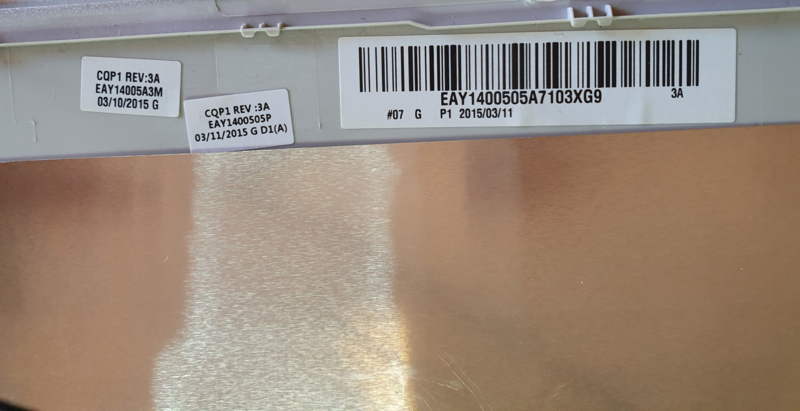 CQP1 REV:3A
EAY14005A3M
03/10/2015 G
CQP1 REV :3A
EAY1400505P
03/11/2015 G D1(A)
EAY1400505A7103XG9
3A
#07 G P1 2015/03/11